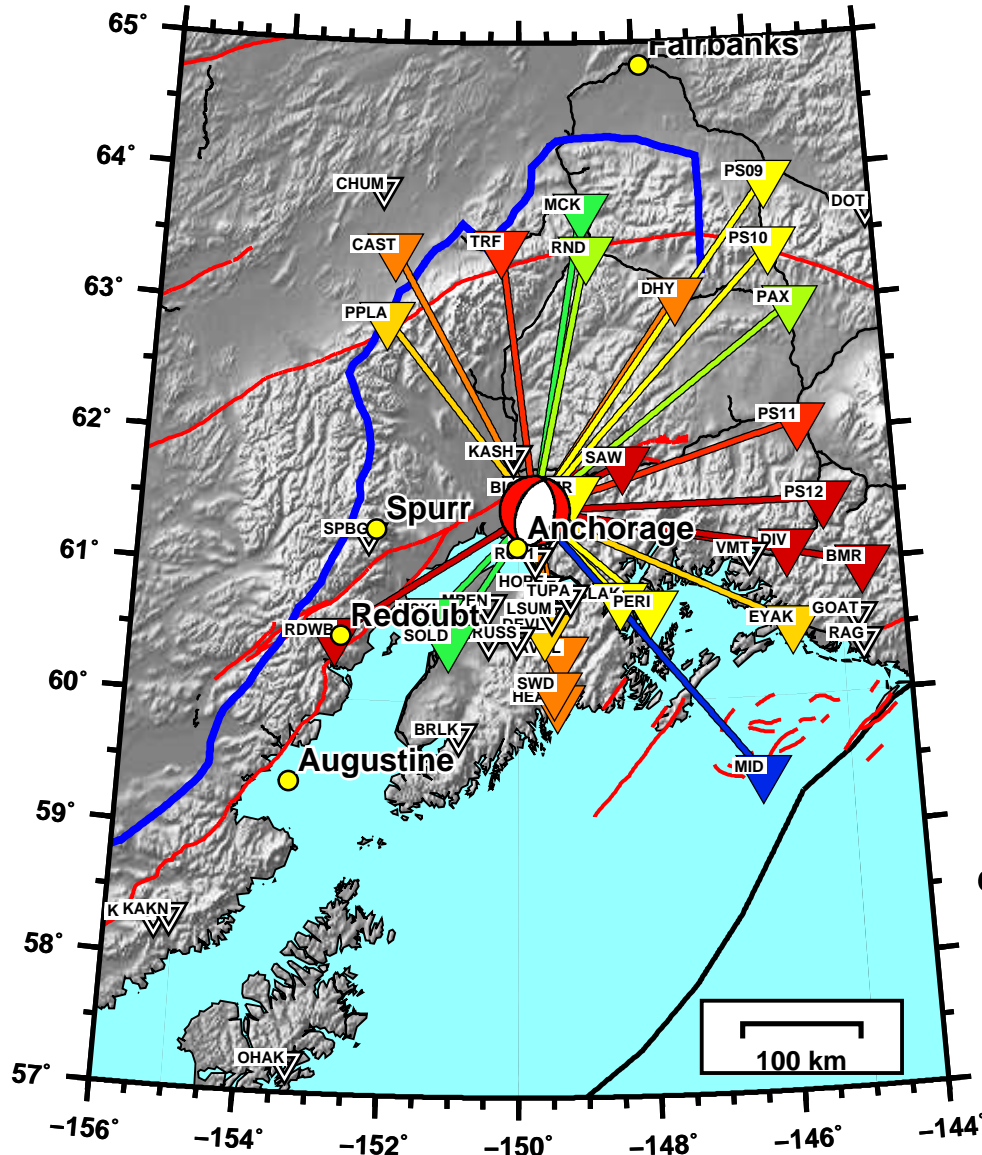 65°
Fairbanks
64°
PS09
CHUM
DOT
MCK
CAST
TRF
RND
PS10
63°
DHY
PAX
PPLA
62°
PS11
KASH
SAW
PS12
Spurr
SPBG
Anchorage
61°
VMT
DIV
BMR
HOPE
TUPA
LSUM
PERI
GOAT
EYAK
RAG
Redoubt
RDWB
SOLD
RUSS
60°
SWD
BRLK
MID
Augustine
59°
K KAKN
58°
100 km
OHAK
57°
−156° −154° −152° −150° −148° −146° −144°